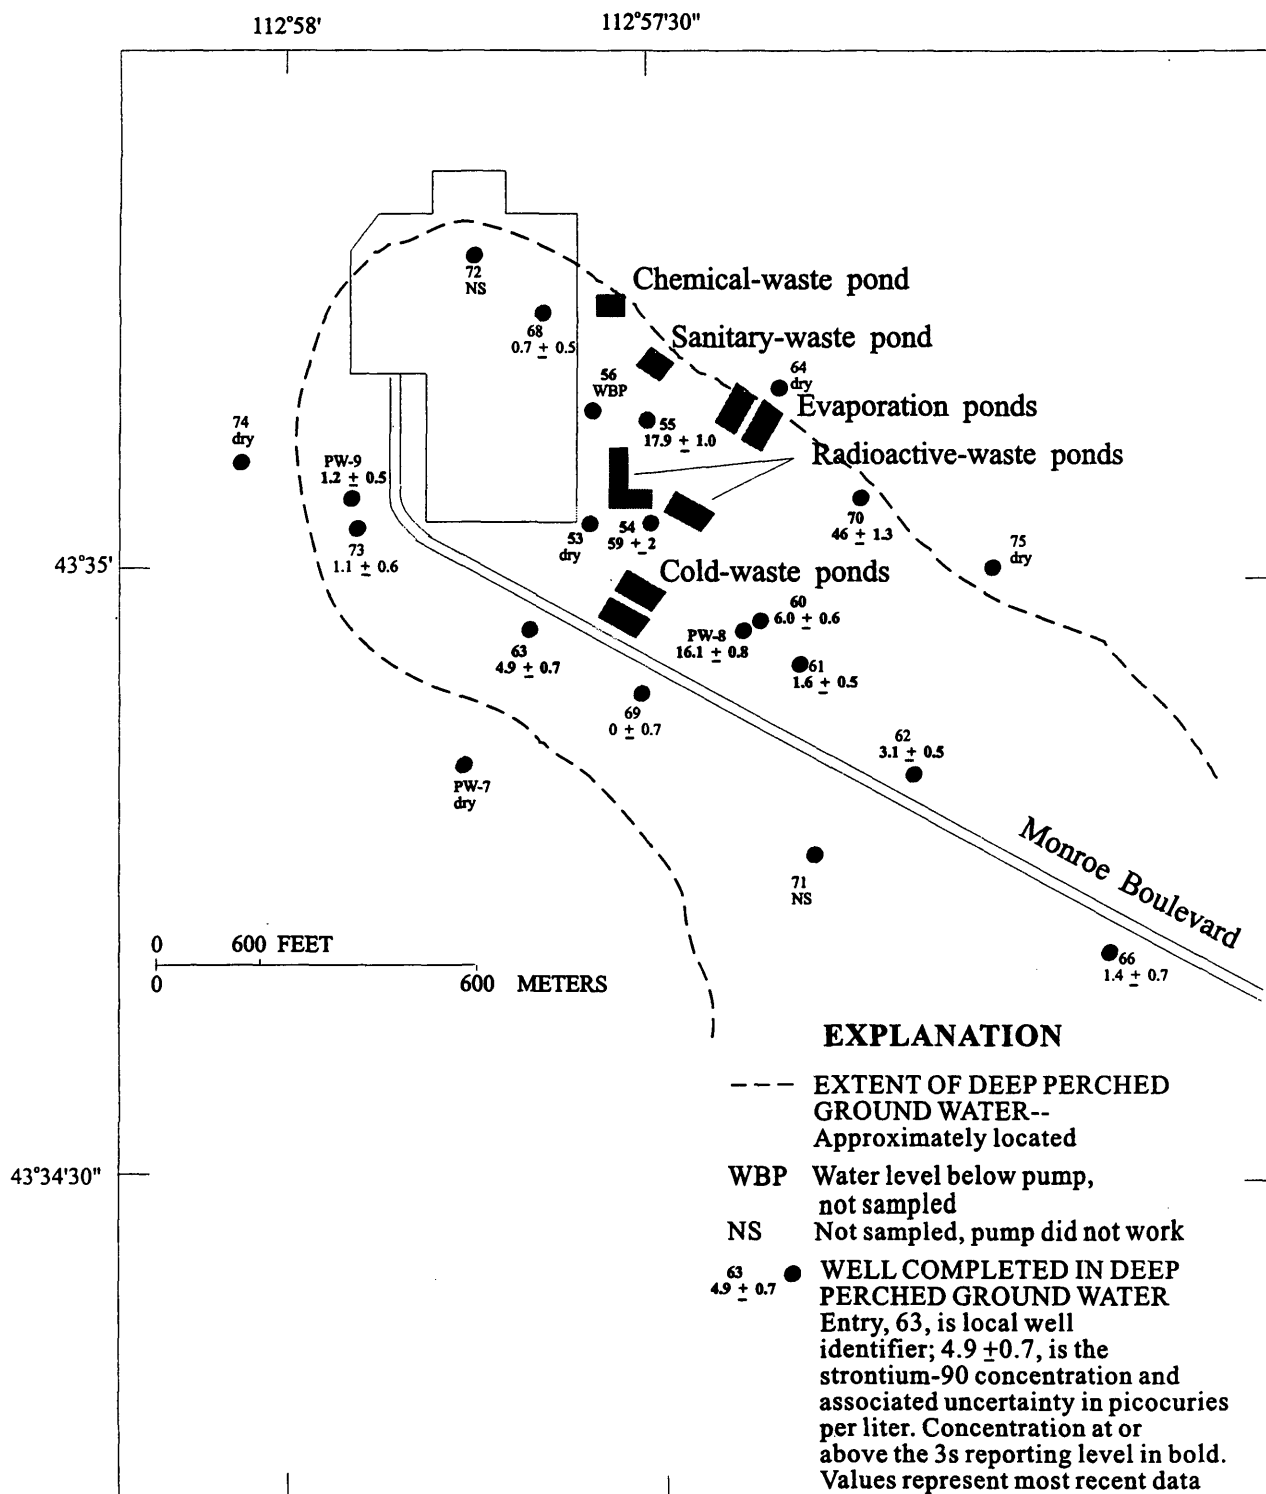 112°58'
112°57'30"
72
NS
Chemical-waste pond
68
0.7 ± 0.5
Sanitary-waste pond
64
dry
56
WBP
Evaporation ponds
55
17.9 ± 1.0
74
dry
Radioactive-waste ponds
PW-9
1.2 ± 0.5
70
46 ± 1.3
53
dry
54
59 ± 2
73
1.1 ± 0.6
75
dry
43°35'
Cold-waste ponds
60
6.0 ± 0.6
PW-8
16.1 ± 0.8
63
4.9 ± 0.7
61
1.6 ± 0.5
69
0 ± 0.7
62
3.1 ± 0.5
PW-7
dry
Monroe Boulevard
71
NS
0 600 FEET
0 600 METERS
66
1.4 ± 0.7
EXPLANATION
EXTENT OF DEEP PERCHED
GROUND WATER--
Approximately located
43°34'30"
WBP Water level below pump,
not sampled
NS Not sampled, pump did not work
63
4.9 ± 0.7
WELL COMPLETED IN DEEP
PERCHED GROUND WATER
Entry, 63, is local well
identifier; 4.9 ±0.7, is the
strontium-90 concentration and
associated uncertainty in picocuries
per liter. Concentration at or
above the 3s reporting level in bold.
Values represent most recent data